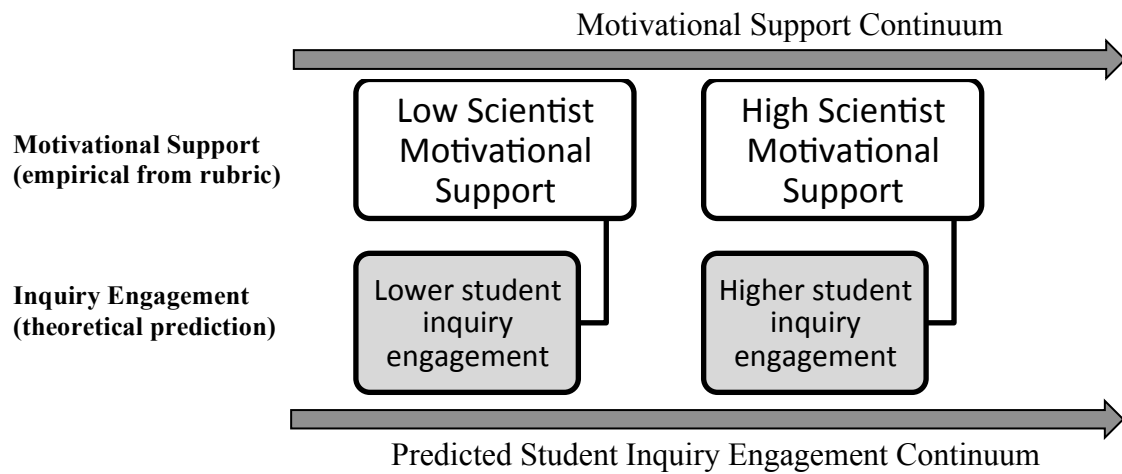 Motivational Support Continuum
Motivational Support
(empirical from rubric)
Low Scientist
Motivational
Support
High Scientist
Motivational
Support
Inquiry Engagement
(theoretical prediction)
Lower student
inquiry
engagement
Higher student
inquiry
engagement
Predicted Student Inquiry Engagement Continuum